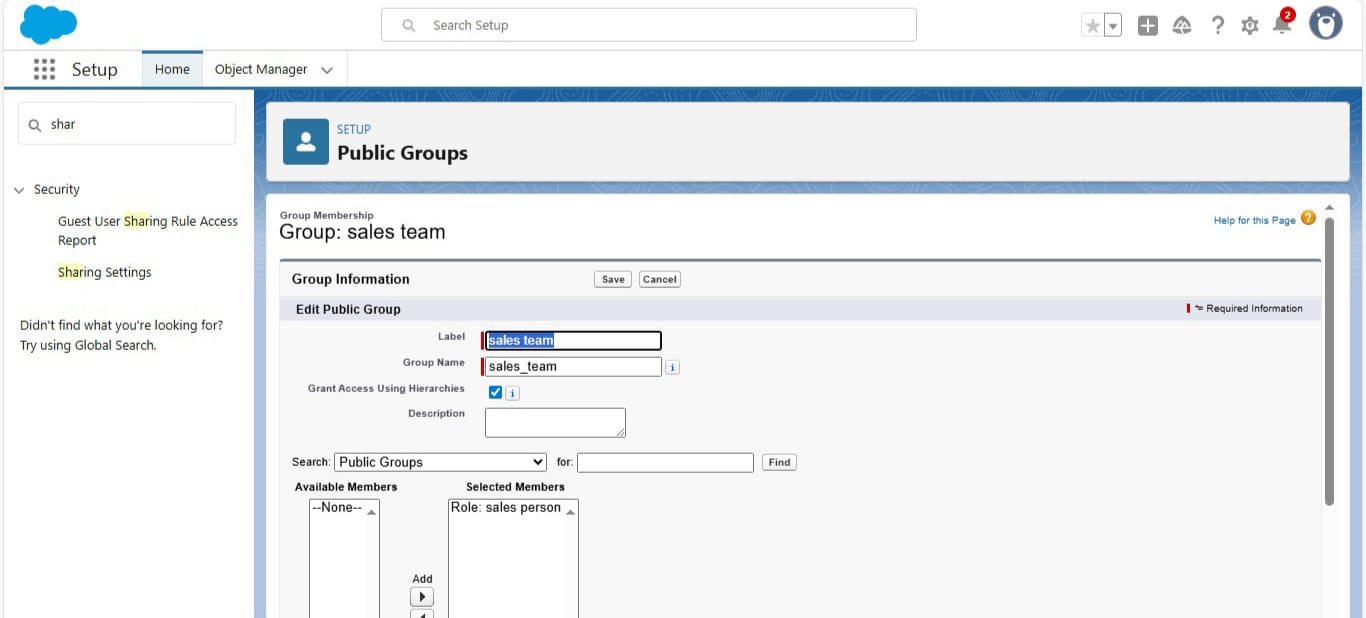 Search Setup
2
Setup
Home
Object Manager
shar
Security
Guest User Sharing Rule Access
Report
Sharing Settings
Didn't find what you're looking for?
Try using Global Search.
SETUP
Public Groups
Group Membership
Group: sales team
Help for this Page ?
Group Information
Save
Cancel
Edit Public Group
= Required Information
Label
sales team
Group Name
sales_team
i
Grant Access Using Hierarchies
i
Description
Search: Public Groups for: Find
Available Members
Selected Members
--None--
Role: sales person
Add